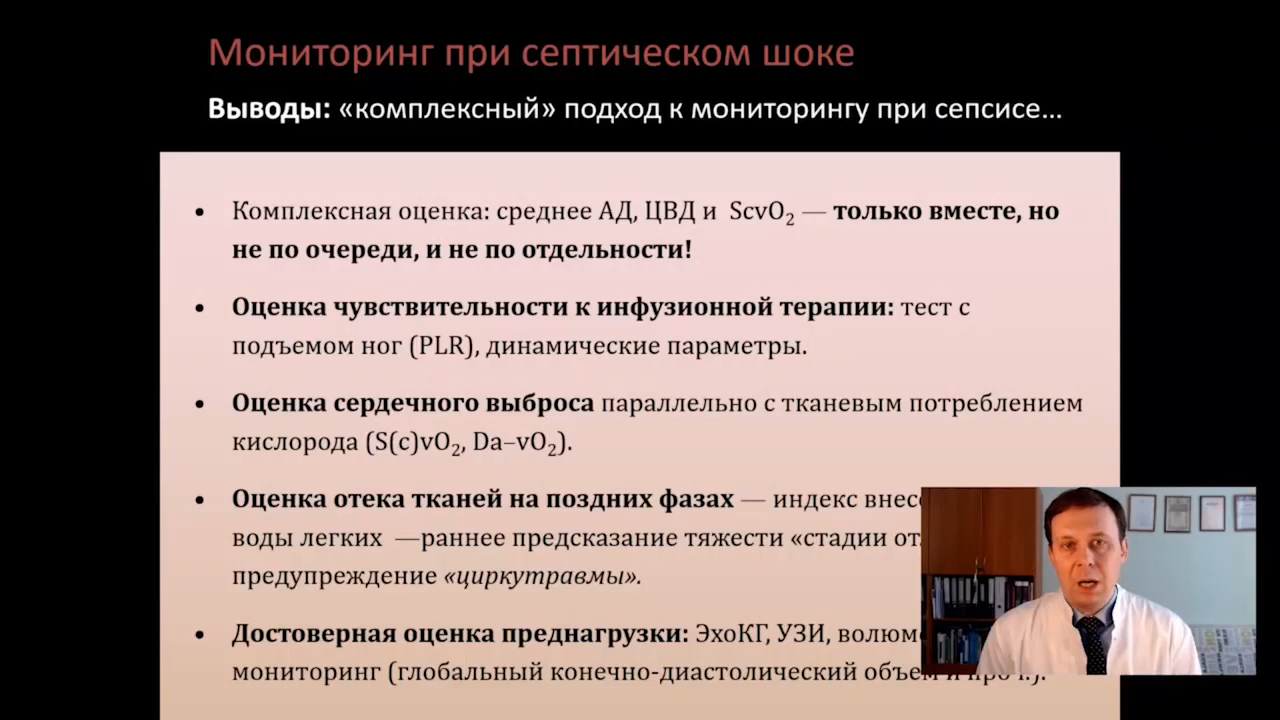 Мониторинг при септическом шоке
Выводы: «комплексный» подход к мониторингу при сепсисе...
• Комплексная оценка: среднее АД, ЦВД и ScvO₂ — только вместе, но
не по очереди, и не по отдельности!
• Оценка чувствительности к инфузионной терапии: тест с
подъемом ног (PLR), динамические параметры.
• Оценка сердечного выброса параллельно с тканевым потреблением
кислорода (S(c)vO₂, Da–vO₂).
• Оценка отека тканей на поздних фазах — индекс
воды легких —раннее предсказание тяжести «стадии
предупреждение «циркутравмы».
• Достоверная оценка преднагрузки: ЭхоКГ, УЗИ,
мониторинг (глобальный конечно-диастолический объем и проч.).